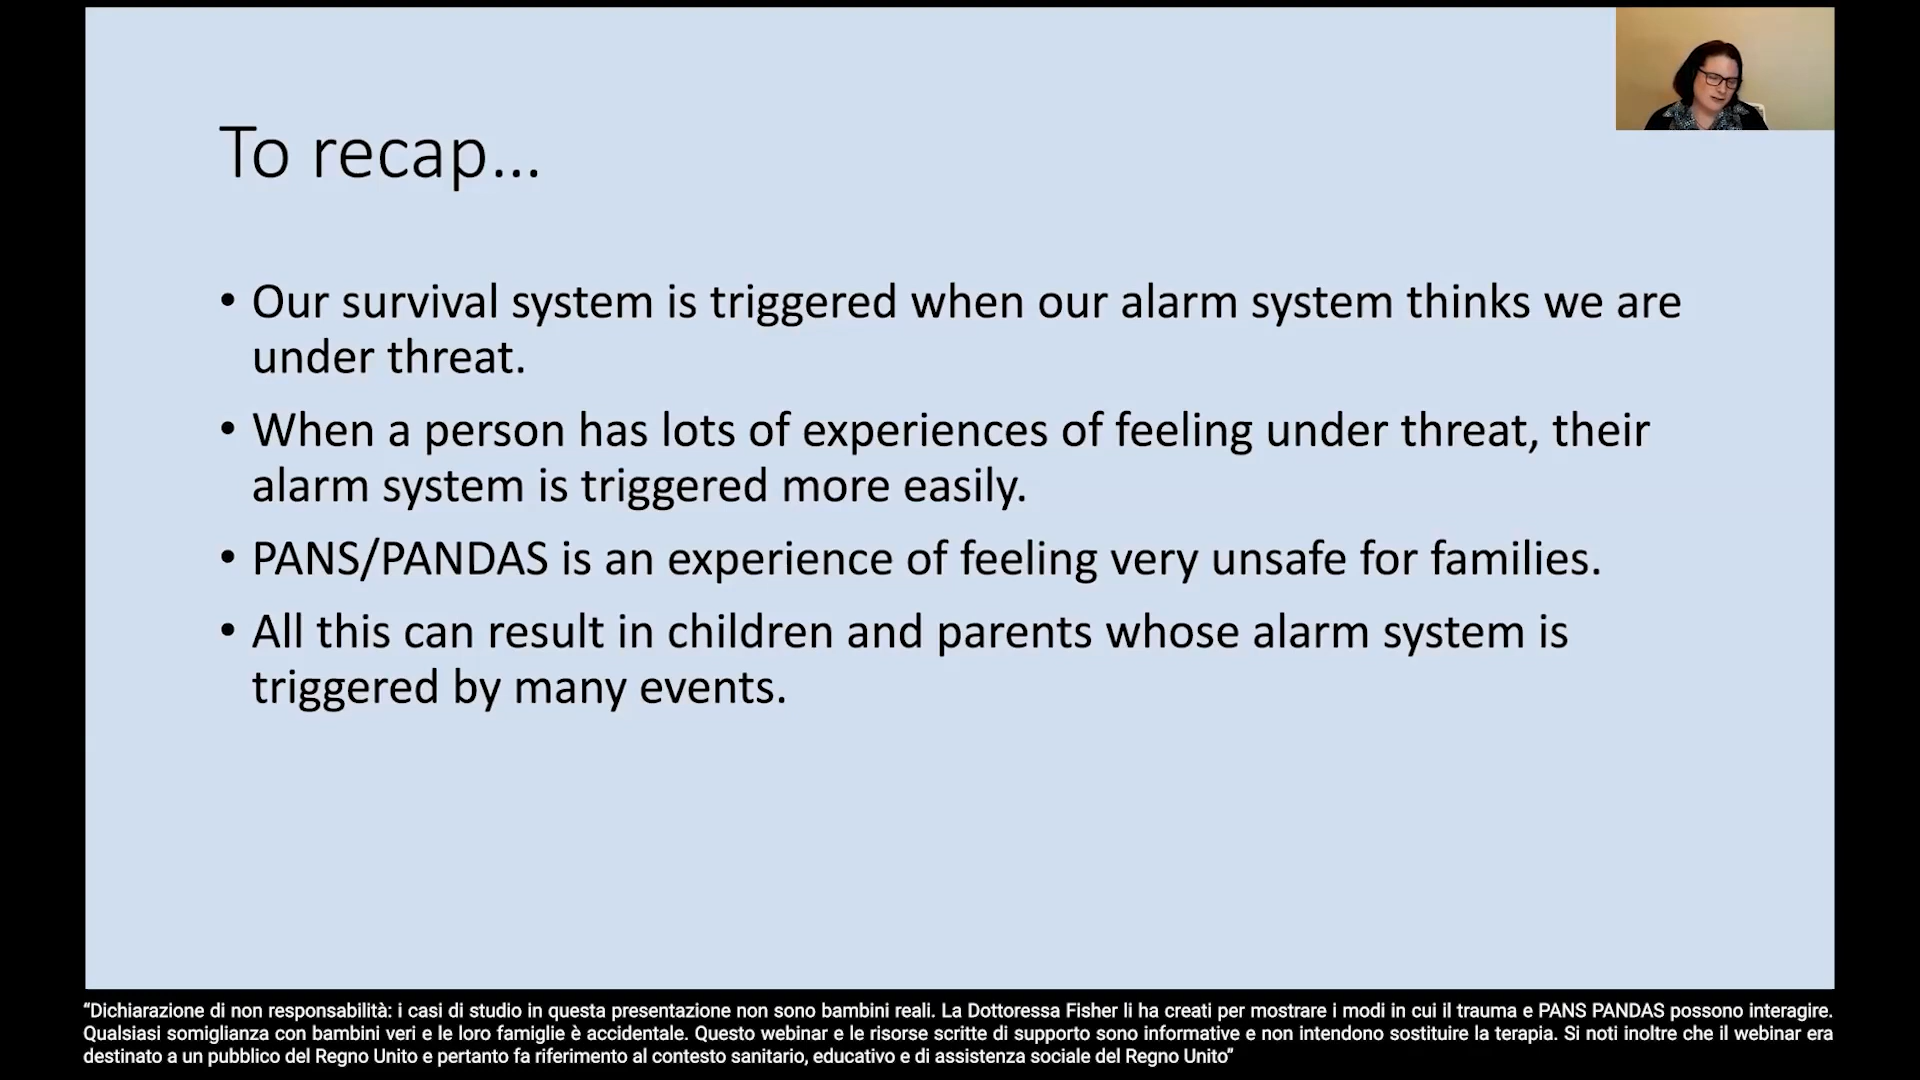 To recap...
• Our survival system is triggered when our alarm system thinks we are
under threat.
• When a person has lots of experiences of feeling under threat, their
alarm system is triggered more easily.
• PANS/PANDAS is an experience of feeling very unsafe for families.
• All this can result in children and parents whose alarm system is
triggered by many events.
“Dichiarazione di non responsabilità: i casi di studio in questa presentazione non sono bambini reali. La Dottoressa Fisher li ha creati per mostrare i modi in cui il trauma e PANS PANDAS possono interagire.
Qualsiasi somiglianza con bambini veri e le loro famiglie è accidentale. Questo webinar e le risorse scritte di supporto sono informative e non intendono sostituire la terapia. Si noti inoltre che il webinar era
destinato a un pubblico del Regno Unito e pertanto fa riferimento al contesto sanitario, educativo e di assistenza sociale del Regno Unito”